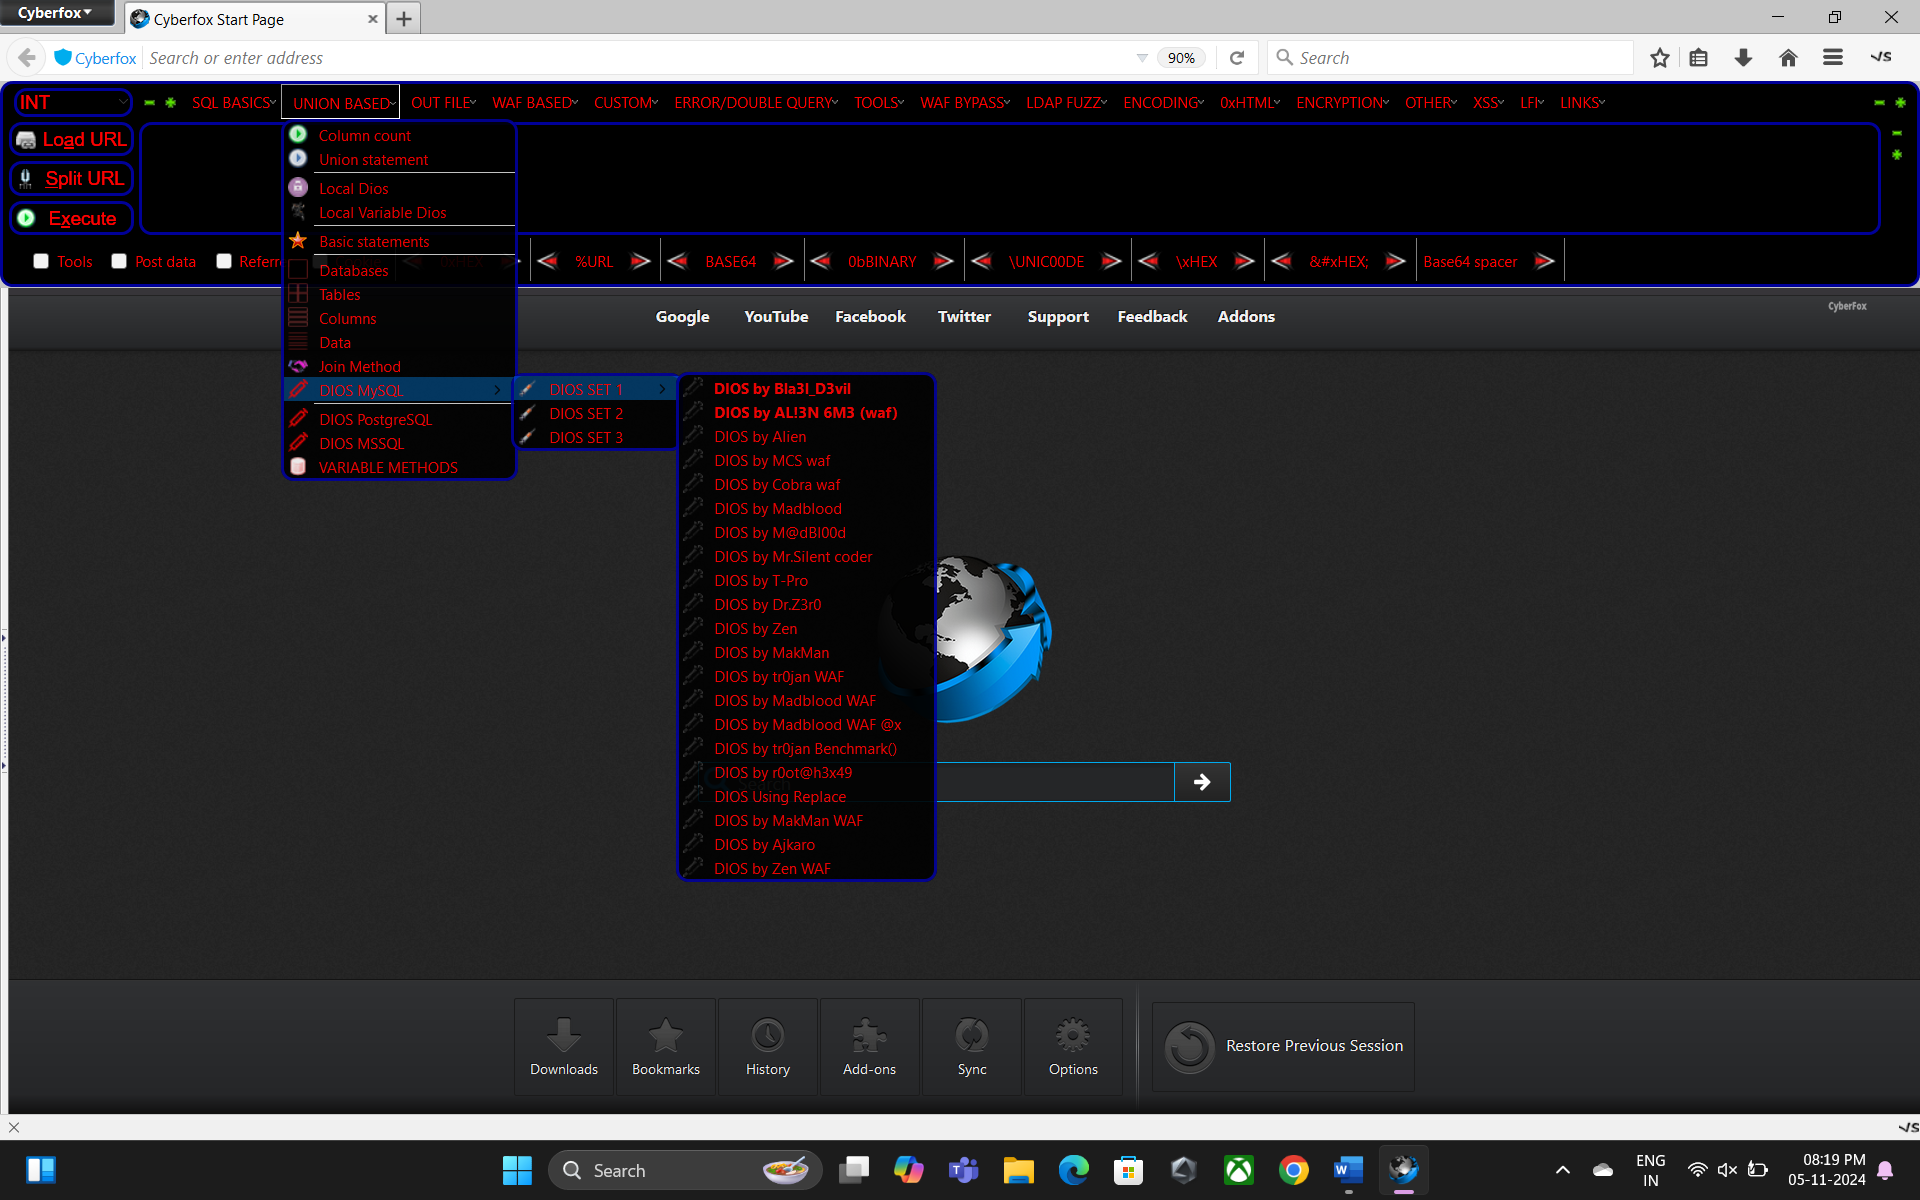 Cyberfox
Cyberfox Start Page
Cyberfox
Search or enter address
90%
Search
INT
SQL BASICS
UNION BASED
OUT FILE
WAF BASED
CUSTOM
ERROR/DOUBLE QUERY
TOOLS
WAF BYPASS
LDAP FUZZ
ENCODING
0xHTML
ENCRYPTION
OTHER
XSS
LFI
LINKS
Load URL
Split URL
Execute
Column count
Union statement
Local Dios
Local Variable Dios
Basic statements
Databases
Tables
Columns
Data
Join Method
DIOS MySQL
DIOS PostgreSQL
DIOS MSSQL
VARIABLE METHODS
Tools
Post data
%URL
BASE64
0bBINARY
\UNIC00DE
\xHEX
&#xHEX;
Base64 spacer
Google
YouTube
Facebook
Twitter
Support
Feedback
Addons
CyberFox
DIOS SET 1
DIOS SET 2
DIOS SET 3
DIOS by Bla3l_D3vil
DIOS by AL!3N 6M3 (waf)
DIOS by Alien
DIOS by MCS waf
DIOS by Cobra waf
DIOS by Madblood
DIOS by M@dBl00d
DIOS by Mr.Silent coder
DIOS by T-Pro
DIOS by Dr.Z3r0
DIOS by Zen
DIOS by MakMan
DIOS by tr0jan WAF
DIOS by Madblood WAF
DIOS by Madblood WAF @x
DIOS by tr0jan Benchmark()
DIOS by r0ot@h3x49
DIOS Using Replace
DIOS by MakMan WAF
DIOS by Ajkaro
DIOS by Zen WAF
Downloads
Bookmarks
History
Add-ons
Sync
Options
Restore Previous Session
Search
ENG
IN
08:19 PM
05-11-2024